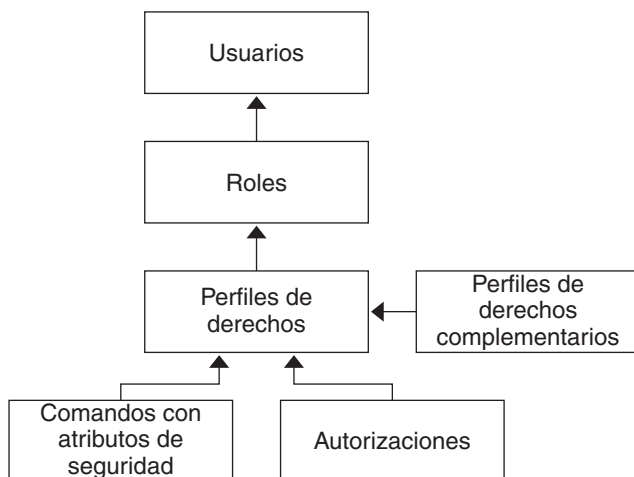 Usuarios
Roles
Perfiles de
derechos
Perfiles de
derechos
complementarios
Comandos con
atributos de
seguridad
Autorizaciones